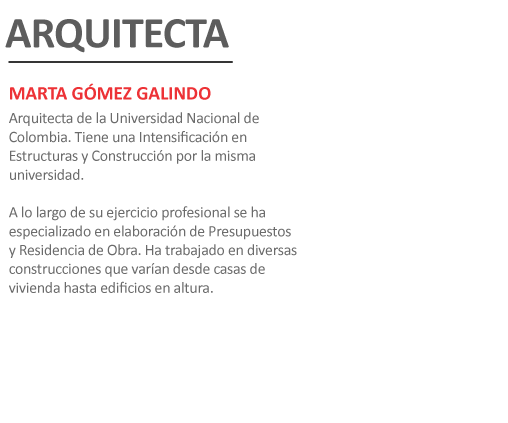 ARQUITECTA
MARTA GÓMEZ GALINDO
Arquitecta de la Universidad Nacional de
Colombia. Tiene una Intensificación en
Estructuras y Construcción por la misma
universidad.
A lo largo de su ejercicio profesional se ha
especializado en elaboración de Presupuestos
y Residencia de Obra. Ha trabajado en diversas
construcciones que varían desde casas de
vivienda hasta edificios en altura.